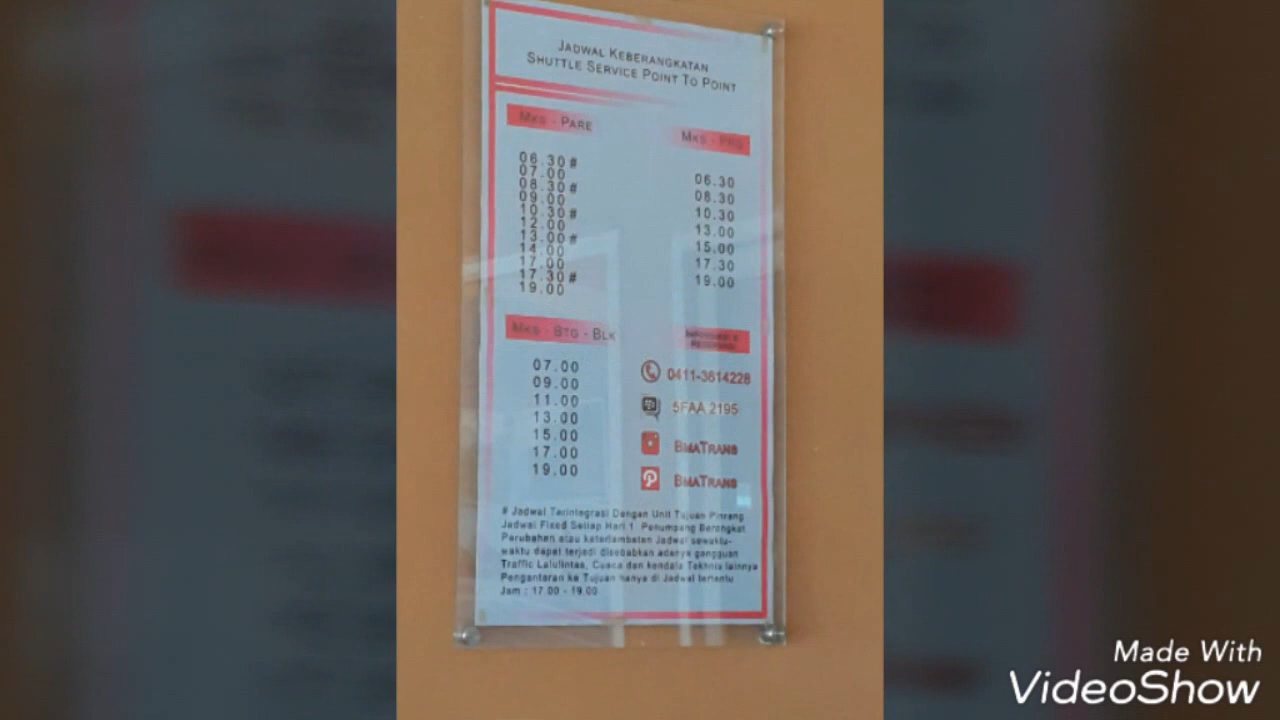 JADWAL KEBERANGKATAN
SHUTTLE SERVICE POINT TO POINT
MKS - PARE
06.30 #
07.00
08.30 #
09.00
10.30 #
12.00
13.00 #
14.00
17.00
17.30 #
19.00
MKS - PRG
06.30
08.30
10.30
13.00
15.00
17.30
19.00
MKS - BTG - BLK
07.00
09.00
11.00
13.00
15.00
17.00
19.00
0411-3614228
5FAA 2195
BMATRANS
BMATRANS
# Jadwal Terintegrasi Dengan Unit Tujuan Pinrang
Jadwal Fixed Setiap Hari 1 Penumpang Berangkat
Perubahan atau keterlambatan Jadwal sewaktu-
waktu dapat terjadi disebabkan adanya gangguan
Traffic Lalulintas, Cuaca dan kendala Tekhnis lainnya
Pengantaran ke Tujuan hanya di Jadwal tertentu
Jam : 17.00 - 19.00
Made With
VideoShow